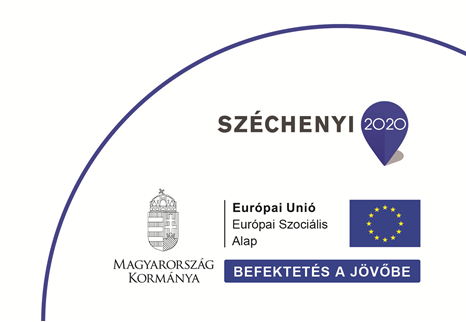 SZÉCHENYI 2020
Európai Unió
Európai Szociális
Alap
MAGYARORSZÁG
KORMÁNYA
BEFEKTETÉS A JÖVŐBE